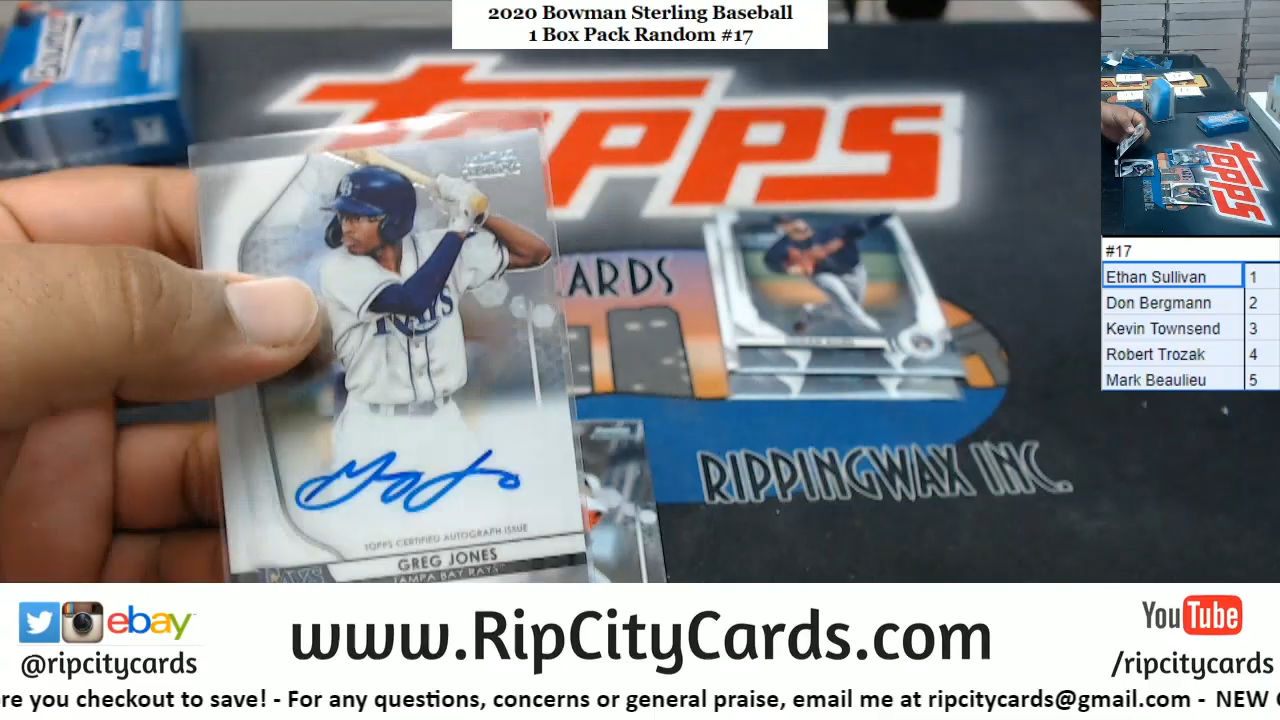 2020 Bowman Sterling Baseball
1 Box Pack Random #17
TOPPS
CARDS
RIPPINGWAX INC.
RAYS
TOPPS CERTIFIED AUTOGRAPH ISSUE
GREG JONES
TAMPA BAY RAYS
TOPPS
#17
Ethan Sullivan 1
Don Bergmann 2
Kevin Townsend 3
Robert Trozak 4
Mark Beaulieu 5
ebay
@ripcitycards
www.RipCityCards.com
YouTube
/ripcitycards
re you checkout to save! - For any questions, concerns or general praise, email me at ripcitycards@gmail.com - NEW